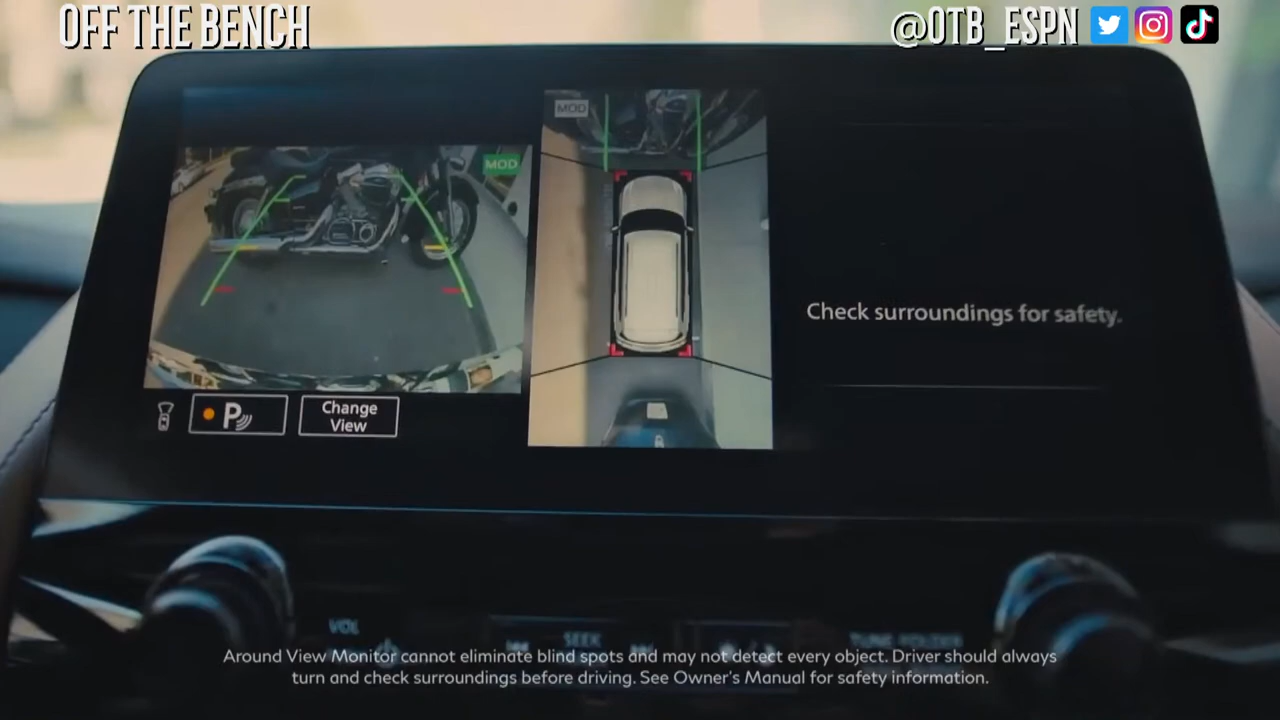 OFF THE BENCH
@OTB_ESPN
MOD
MOD
Check surroundings for safety.
P
Change
View
VOL
SEEK
Around View Monitor cannot eliminate blind spots and may not detect every object. Driver should always
turn and check surroundings before driving. See Owner's Manual for safety information.